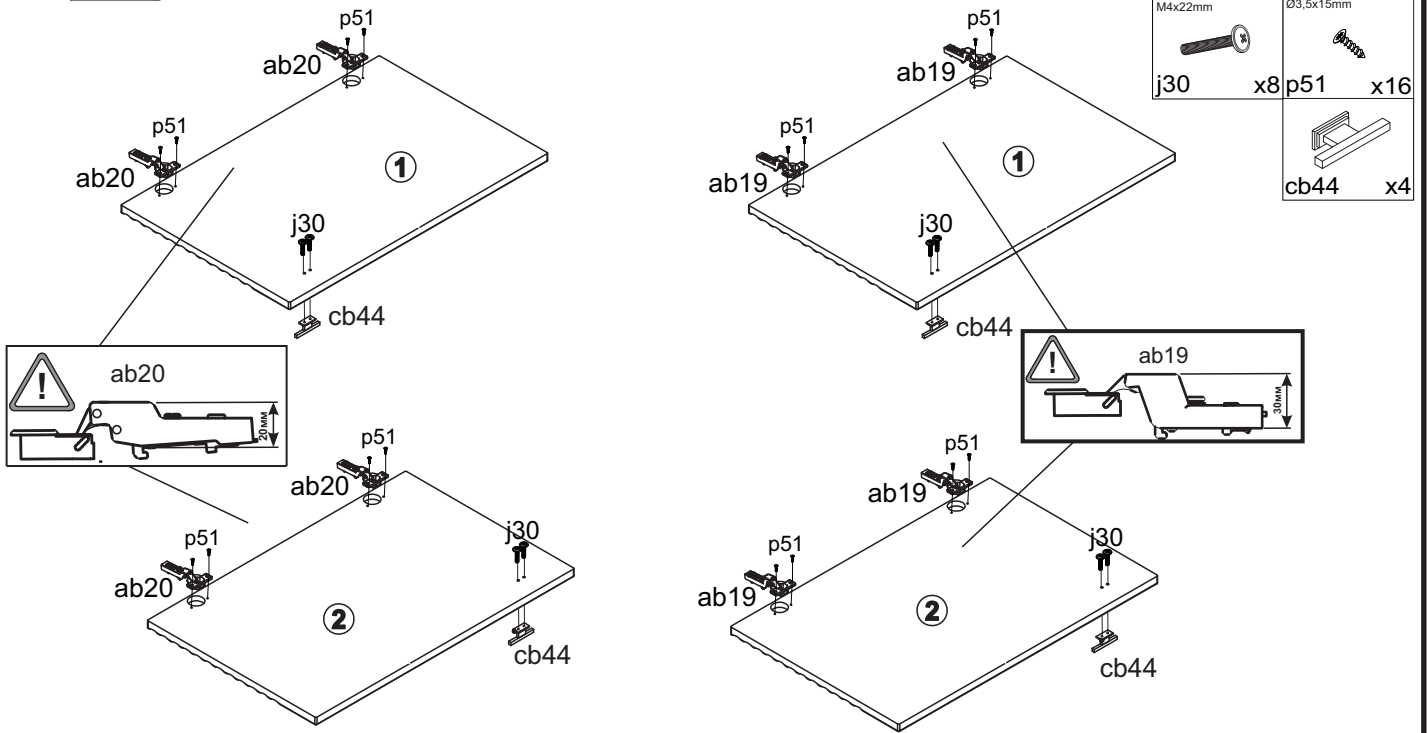 p51
ab20
p51
ab20
1
j30
cb44
p51
ab19
p51
ab19
1
j30
cb44
M4x22mm
j30 x8
Ø3,5x15mm
p51 x16
cb44 x4
! ab20
20мм
! ab19
30мм
p51
ab20
p51
ab20
j30
2
cb44
p51
ab19
p51
ab19
j30
2
cb44